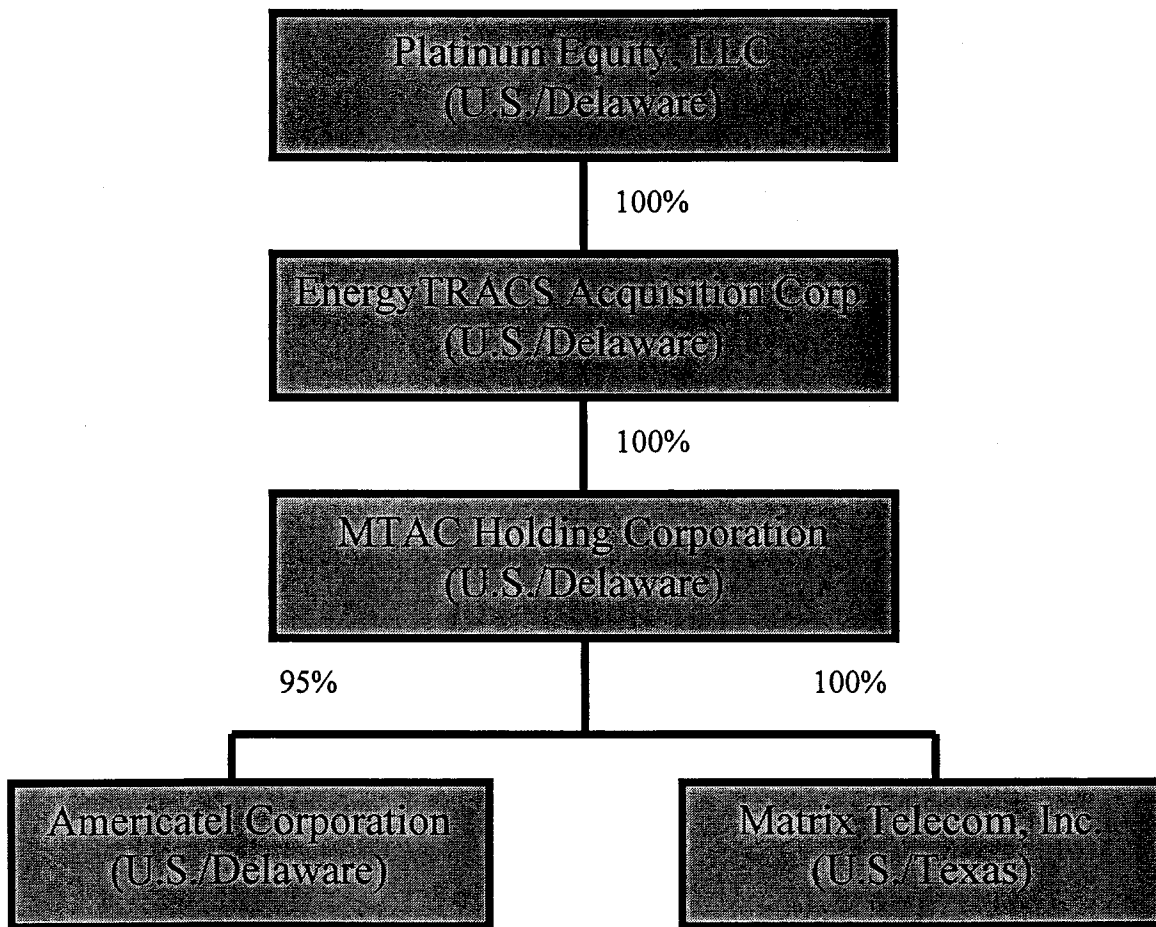 Platinum Equity, LLC
(U.S./Delaware)
100%
EnergyTRACS Acquisition Corp
(U.S./Delaware)
100%
MTAC Holding Corporation
(U.S./Delaware)
95%
100%
Americatel Corporation
(U.S./Delaware)
Matrix Telecom, Inc.
(U.S./Texas)